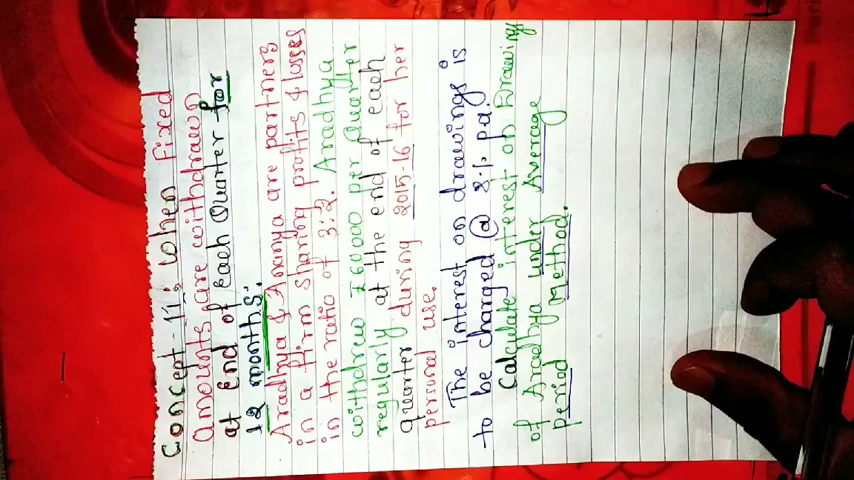 Concept-11: When Fixed
amounts are withdrawn
at End of Each Quarter for
12 months:
Aradhya & Ananya are partners
in a firm sharing profits & losses
in the ratio of 3:2. Aradhya
withdrew ₹60000 per Quarter
regularly at the end of each
quarter during 2015-16 for her
personal use.
The interest on drawings is
to be charged @ 8% p.a.
Calculate interest on Drawing
of Aradhya under Average
period Method.